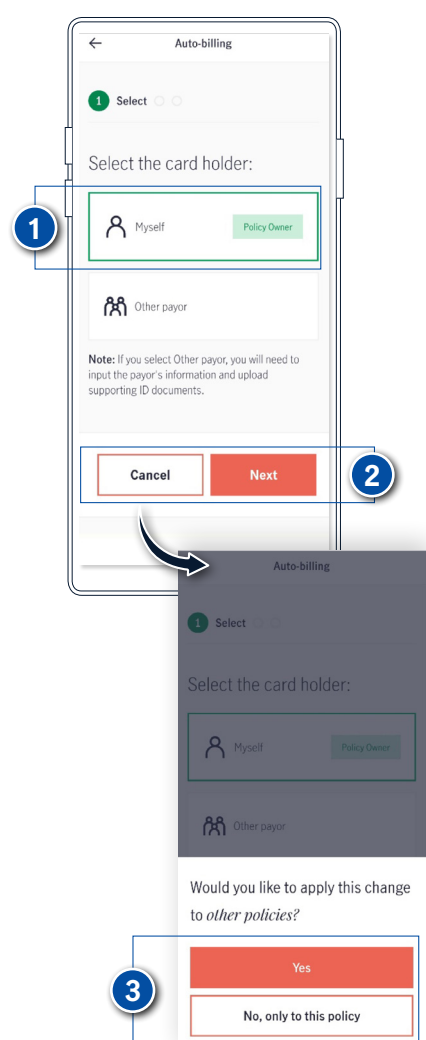 Auto-billing
1 Select
Select the card holder:
1
Myself
Policy Owner
Other payor
Note: If you select Other payor, you will need to
input the payor's information and upload
supporting ID documents.
Cancel
Next
2
Auto-billing
1 Select
Select the card holder:
Myself
Policy Owner
Other payor
Would you like to apply this change
to other policies?
3
Yes
No, only to this policy